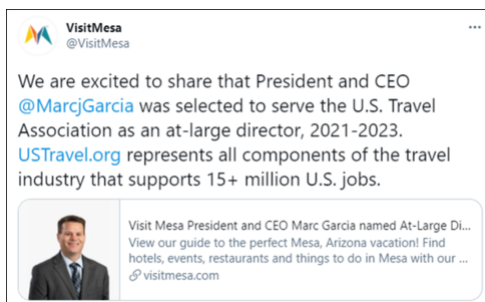 VisitMesa
@VisitMesa
We are excited to share that President and CEO
@MarcjGarcia was selected to serve the U.S. Travel
Association as an at-large director, 2021-2023.
USTravel.org represents all components of the travel
industry that supports 15+ million U.S. jobs.
Visit Mesa President and CEO Marc Garcia named At-Large Di...
View our guide to the perfect Mesa, Arizona vacation! Find
hotels, events, restaurants and things to do in Mesa with our ...
visitmesa.com